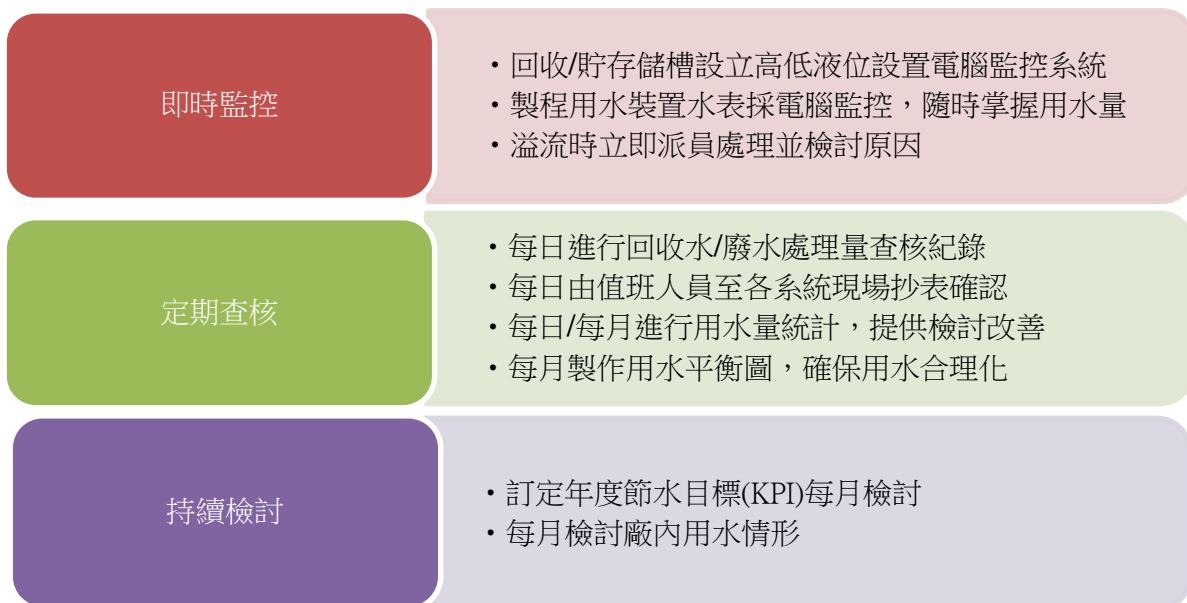 即時監控
・回收/貯存儲槽設立高低液位設置電腦監控系統
・製程用水裝置水表採電腦監控，隨時掌握用水量
・溢流時立即派員處理並檢討原因
定期查核
・每日進行回收水/廢水處理量查核紀錄
・每日由值班人員至各系統現場抄表確認
・每日/每月進行用水量統計，提供檢討改善
・每月製作用水平衡圖，確保用水合理化
持續檢討
・訂定年度節水目標(KPI)每月檢討
・每月檢討廠內用水情形